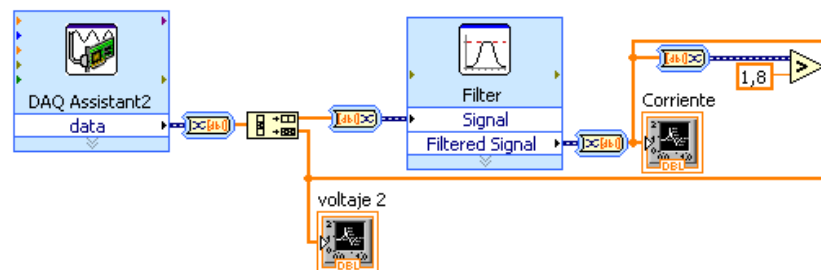 DAQ Assistant2
data
Filter
Signal
Filtered Signal
1,8
>
Corriente
DBL
voltaje 2
DBL